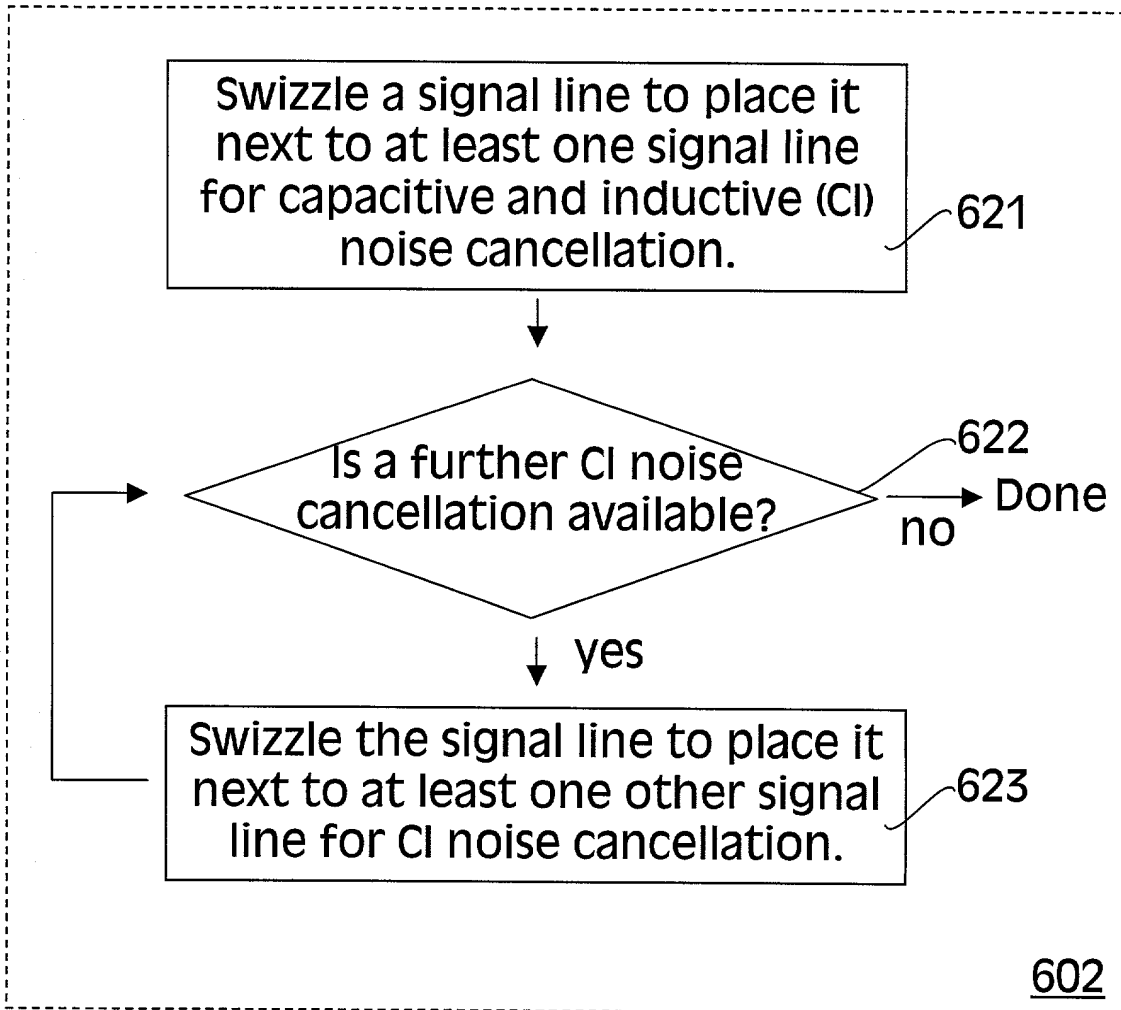 Swizzle a signal line to place it
next to at least one signal line
for capacitive and inductive (CI)
noise cancellation.
621
Is a further CI noise
cancellation available?
622
no
Done
yes
Swizzle the signal line to place it
next to at least one other signal
line for CI noise cancellation.
623
602